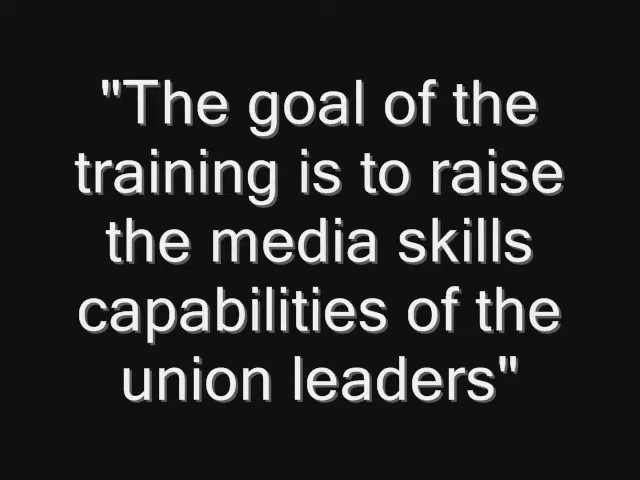 "The goal of the
training is to raise
the media skills
capabilities of the
union leaders"